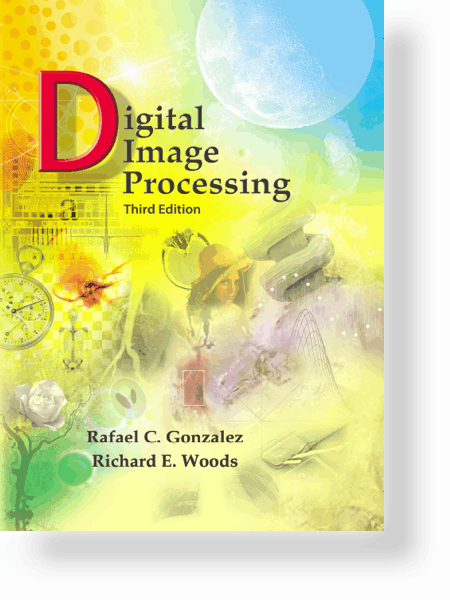 Digital
Image
Processing
Third Edition
Rafael C. Gonzalez
Richard E. Woods